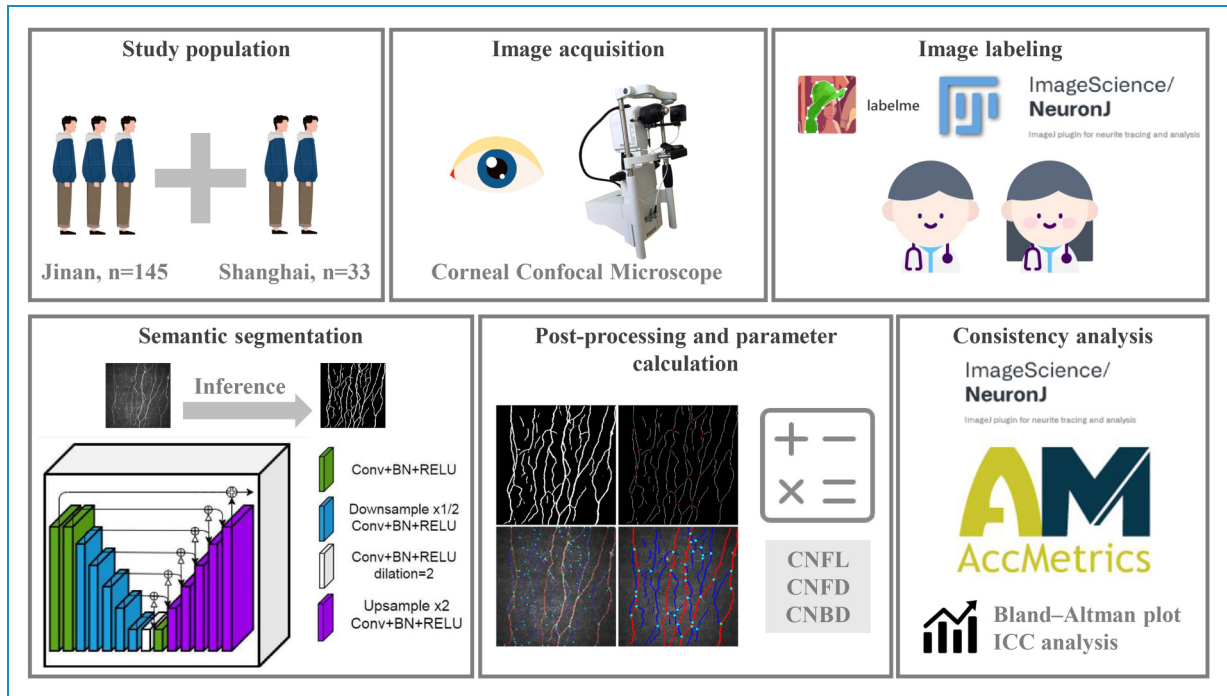 Study population
Jinan, n=145
Shanghai, n=33
Image acquisition
Corneal Confocal Microscope
Image labeling
labelme
ImageScience/
NeuronJ
ImageJ plugin for neurite tracing and analysis
Semantic segmentation
Inference
Conv+BN+RELU
Downsample x1/2
Conv+BN+RELU
Conv+BN+RELU
dilation=2
Upsample x2
Conv+BN+RELU
Post-processing and parameter
calculation
CNFL
CNFD
CNBD
Consistency analysis
ImageScience/
NeuronJ
ImageJ plugin for neurite tracing and analysis
AM
AccMetrics
Bland–Altman plot
ICC analysis